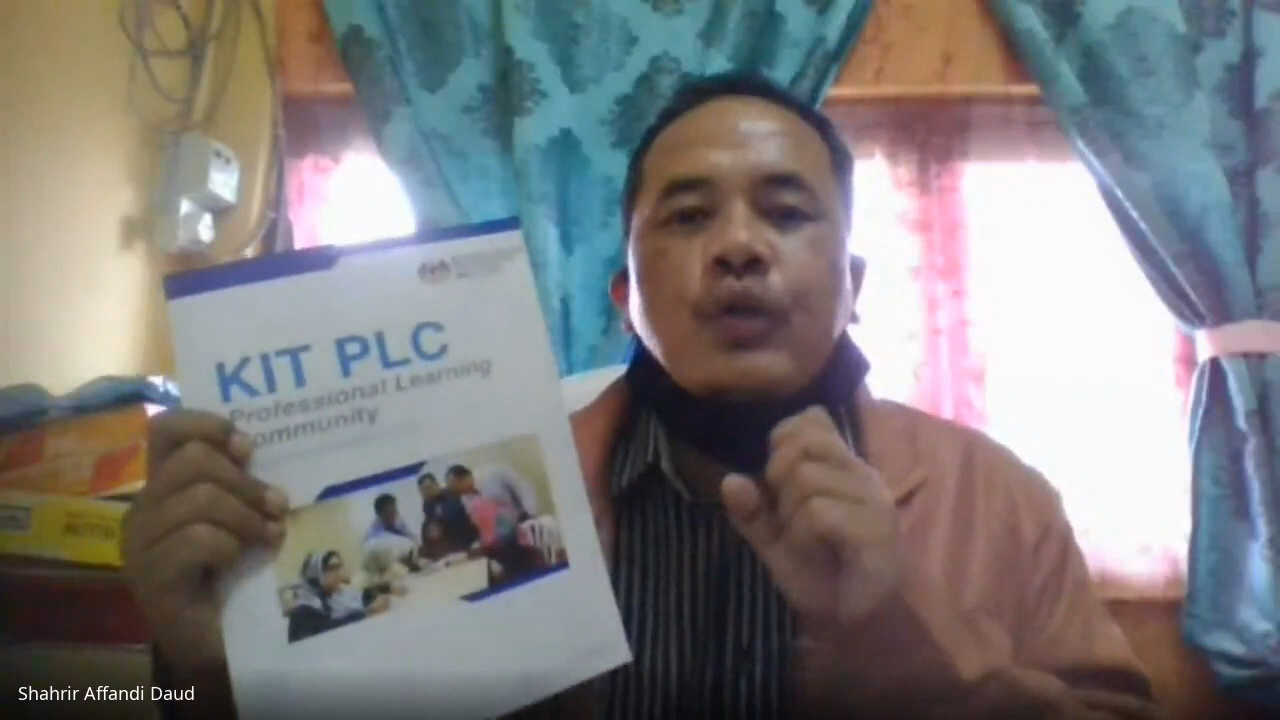 KIT PLC
Professional Learning
Community
Shahrir Affandi Daud